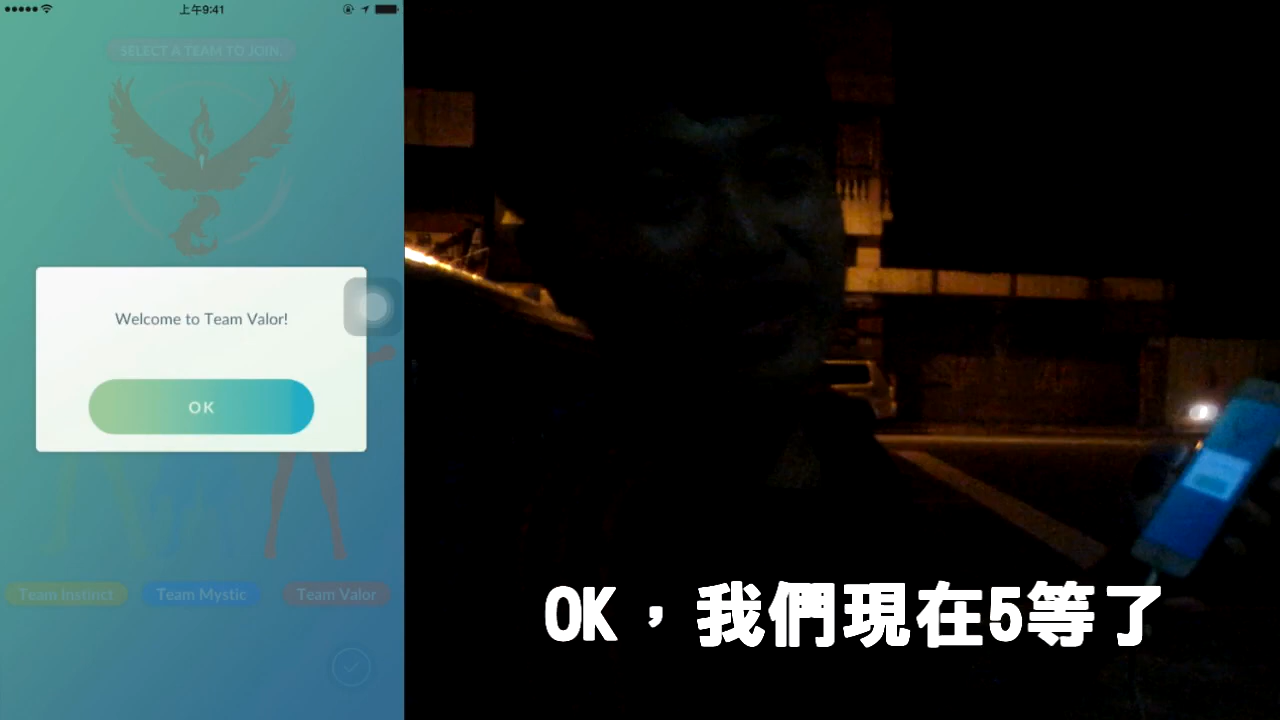 上午9:41
SELECT A TEAM TO JOIN.
Welcome to Team Valor!
OK
Team Instinct
Team Mystic
Team Valor
OK，我們現在5等了